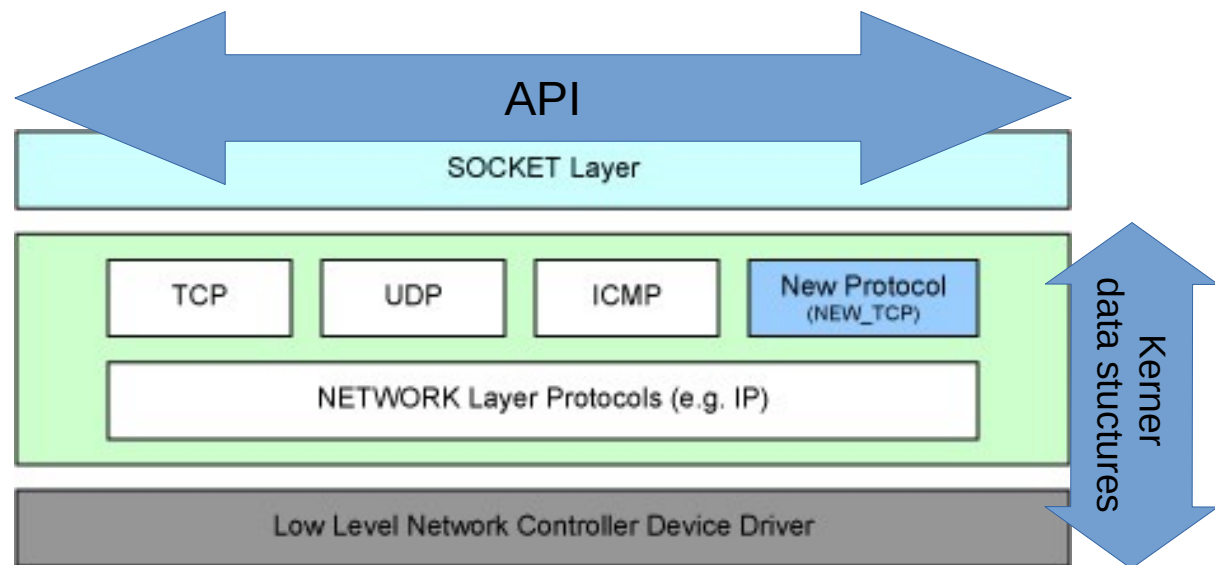 API
SOCKET Layer
TCP
UDP
ICMP
New Protocol
(NEW_TCP)
NETWORK Layer Protocols (e.g. IP)
Low Level Network Controller Device Driver
Kerner
data stuctures